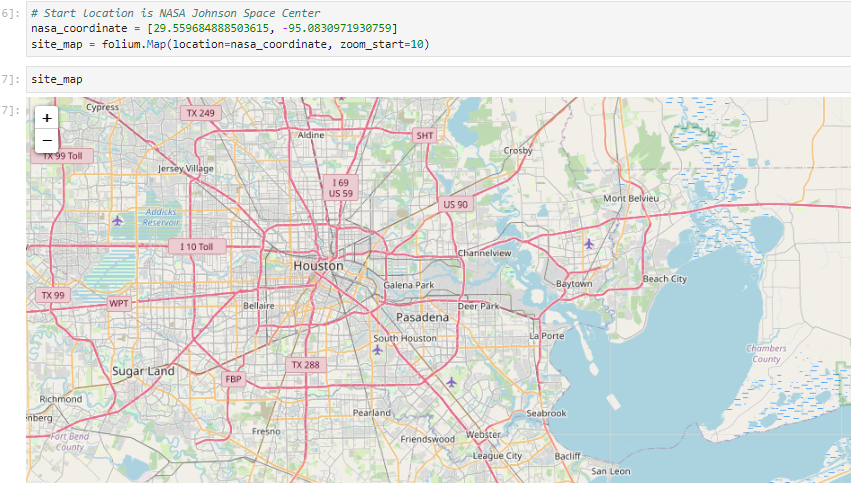 6]:
# Start location is NASA Johnson Space Center
nasa_coordinate = [29.559684888503615, -95.0830971930759]
site_map = folium.Map(location=nasa_coordinate, zoom_start=10)
7]:
site_map
7]:
+
−
Cypress
TX 249
Aldine
SHT
Crosby
TX 99 Toll
Jersey Village
I 69
US 59
US 90
Mont Belvieu
Addicks
Reservoir
I 10 Toll
Channelview
Houston
Galena Park
Baytown
Beach City
TX 99
WPT
Bellaire
Deer Park
Pasadena
La Porte
South Houston
Chambers
County
Sugar Land
TX 288
FBP
Richmond
enberg
Pearland
Seabrook
Fresno
Friendswood
Webster
Fort Bend
County
League City
Bacliff
San Leon